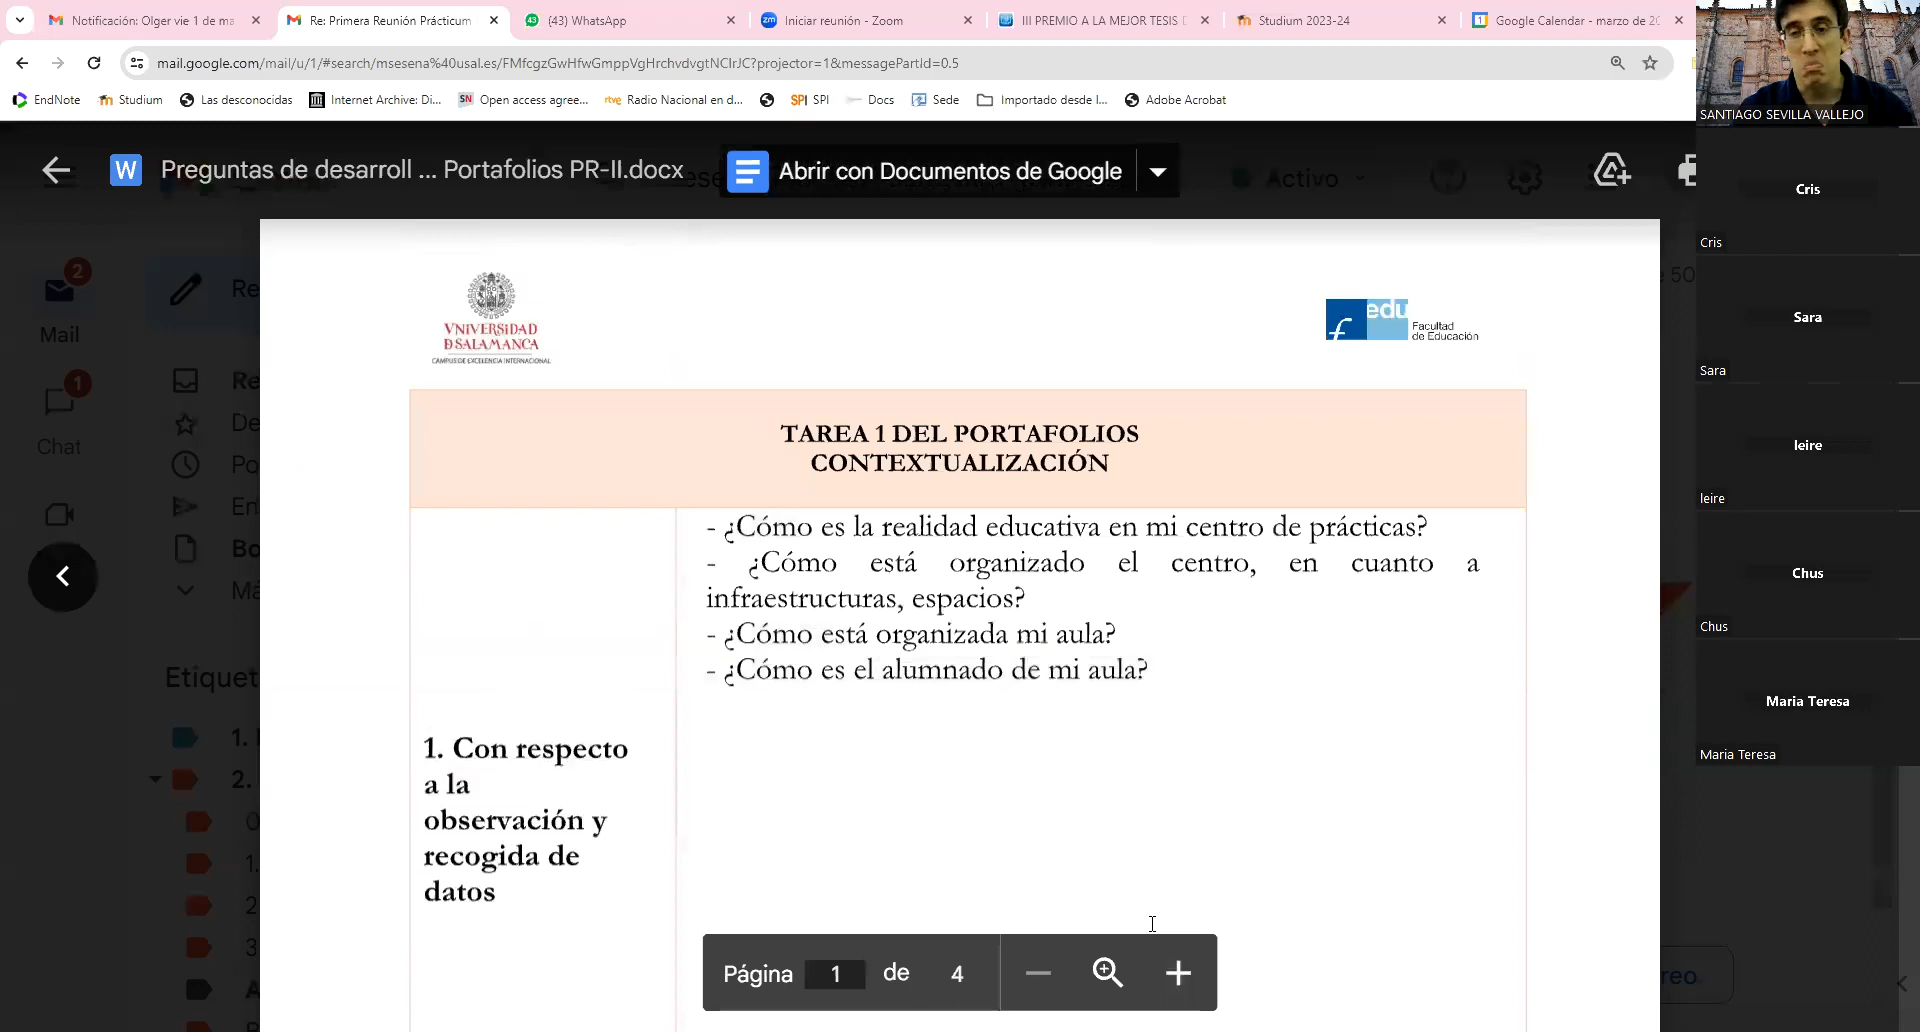 Notificación: Olger vie 1 de ma
Re: Primera Reunión Prácticum
(43) WhatsApp
Iniciar reunión - Zoom
III PREMIO A LA MEJOR TESIS
Studium 2023-24
Google Calendar - marzo de 20
mail.google.com/mail/u/1/#search/msesena%40usal.es/FMfcgzGwHfwGmppVgHrchvdvgtNCIrJC?projector=1&messagePartId=0.5
EndNote
Studium
Las desconocidas
Internet Archive: Di...
Open access agree...
Radio Nacional en d...
SPI
Docs
Sede
Importado desde I...
Adobe Acrobat
SANTIAGO SEVILLA VALLEJO
Preguntas de desarroll ... Portafolios PR-II.docx
Abrir con Documentos de Google
Activo
Cris
Cris
Sara
Sara
leire
leire
Chus
Chus
Maria Teresa
Maria Teresa
2
Mail
1
Chat
Etiquet
VNIVERSIDAD
D SALAMANCA
CAMPUS DE EXCELENCIA INTERNACIONAL
edu
f
Facultad
de Educación
TAREA 1 DEL PORTAFOLIOS
CONTEXTUALIZACIÓN
- ¿Cómo es la realidad educativa en mi centro de prácticas?
- ¿Cómo está organizado el centro, en cuanto a
infraestructuras, espacios?
- ¿Cómo está organizada mi aula?
- ¿Cómo es el alumnado de mi aula?
1. Con respecto
a la
observación y
recogida de
datos
Página 1 de 4